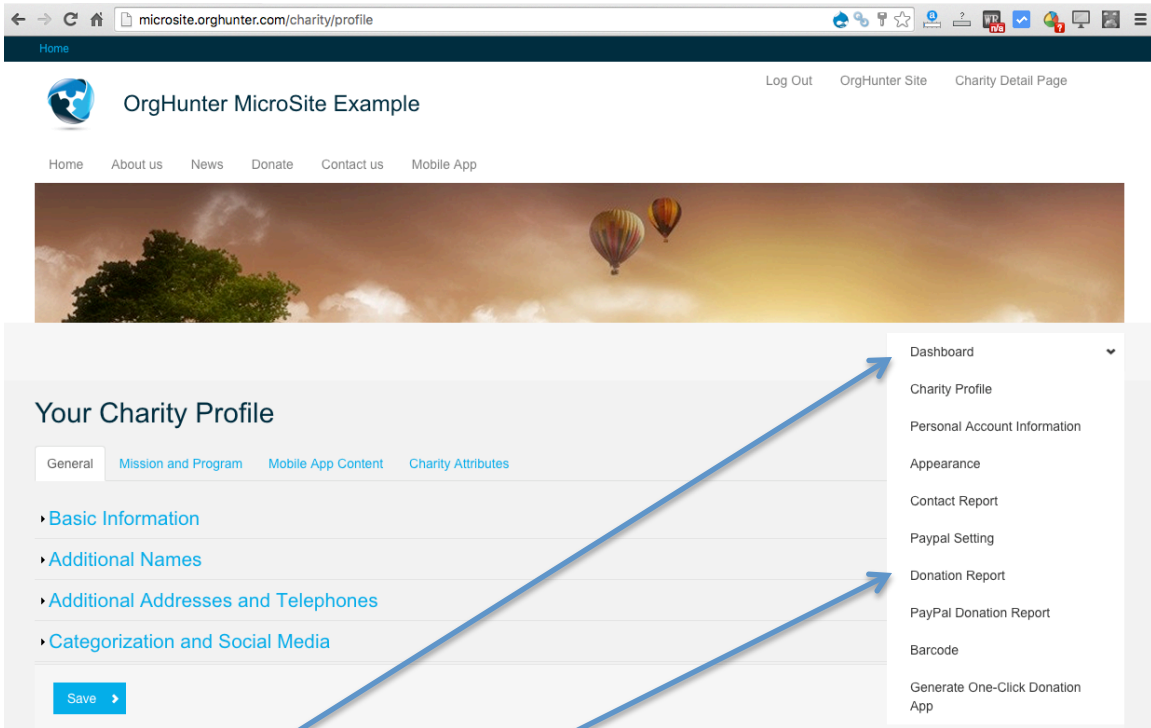 microsite.orghunter.com/charity/profile
n/a
?
?
Home
Log Out OrgHunter Site Charity Detail Page
OrgHunter MicroSite Example
Home About us News Donate Contact us Mobile App
Dashboard
Charity Profile
Personal Account Information
Appearance
Contact Report
Paypal Setting
Donation Report
PayPal Donation Report
Barcode
Generate One-Click Donation
App
Your Charity Profile
General Mission and Program Mobile App Content Charity Attributes
Basic Information
Additional Names
Additional Addresses and Telephones
Categorization and Social Media
Save